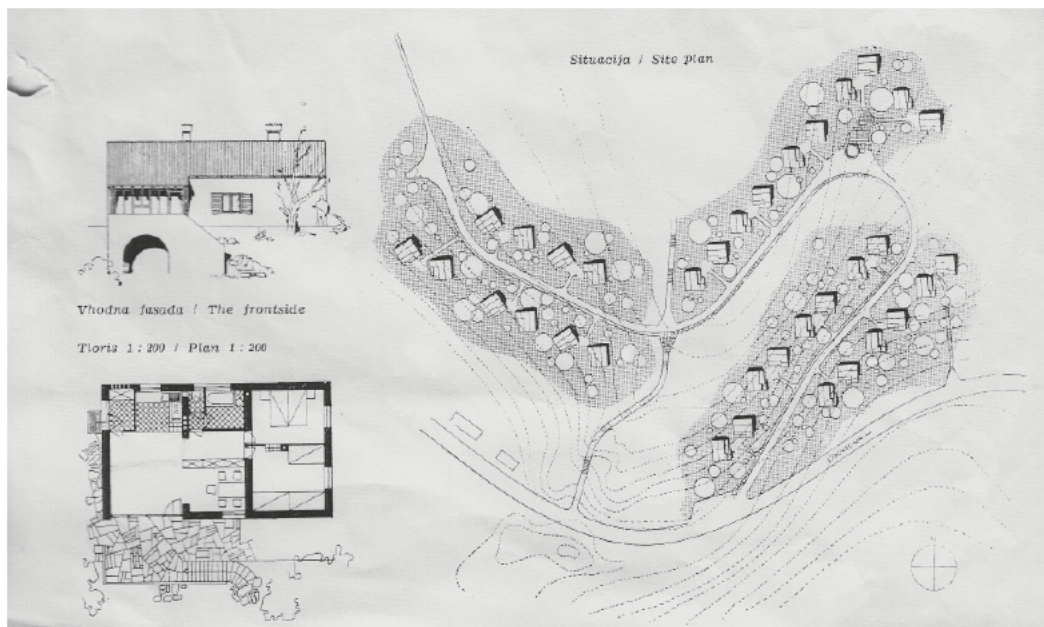 Situacija / Site plan
Vhodna fasada / The frontside
Tloris 1 : 200 / Plan 1 : 200